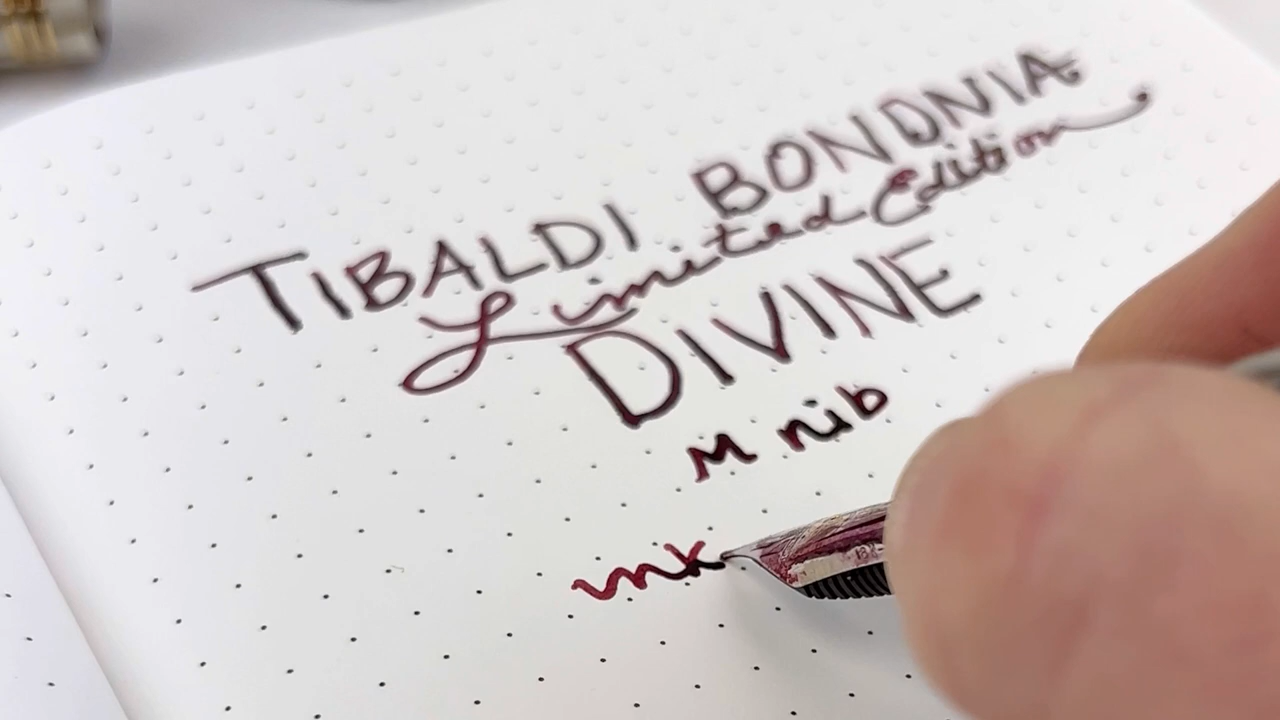 TIBALDI BONONIA
Limited Edition
DIVINE
M nib
ink